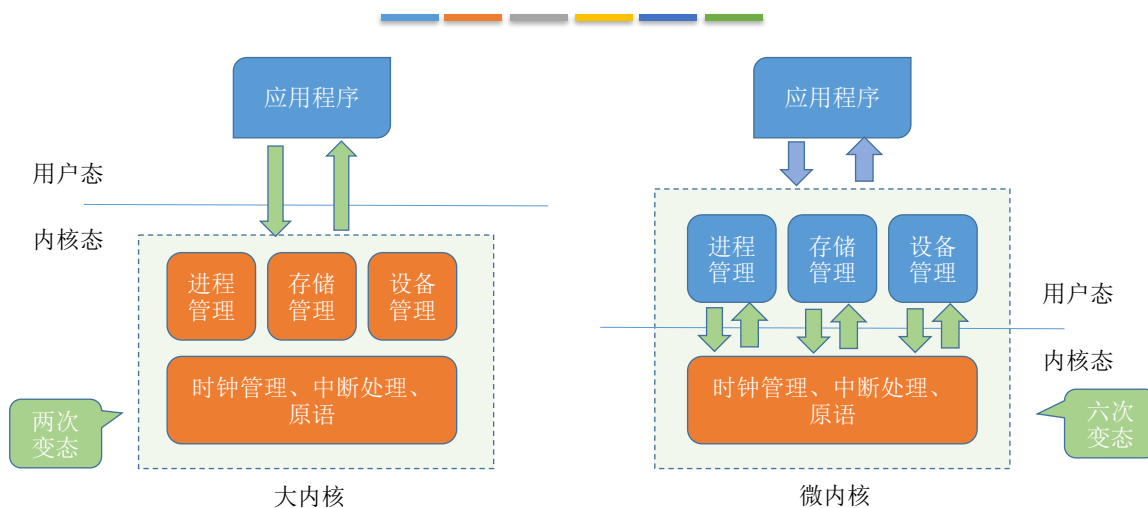 应用程序
用户态
内核态
进程
管理
存储
管理
设备
管理
时钟管理、中断处理、
原语
两次
变态
大内核
应用程序
进程
管理
存储
管理
设备
管理
用户态
内核态
时钟管理、中断处理、
原语
六次
变态
微内核